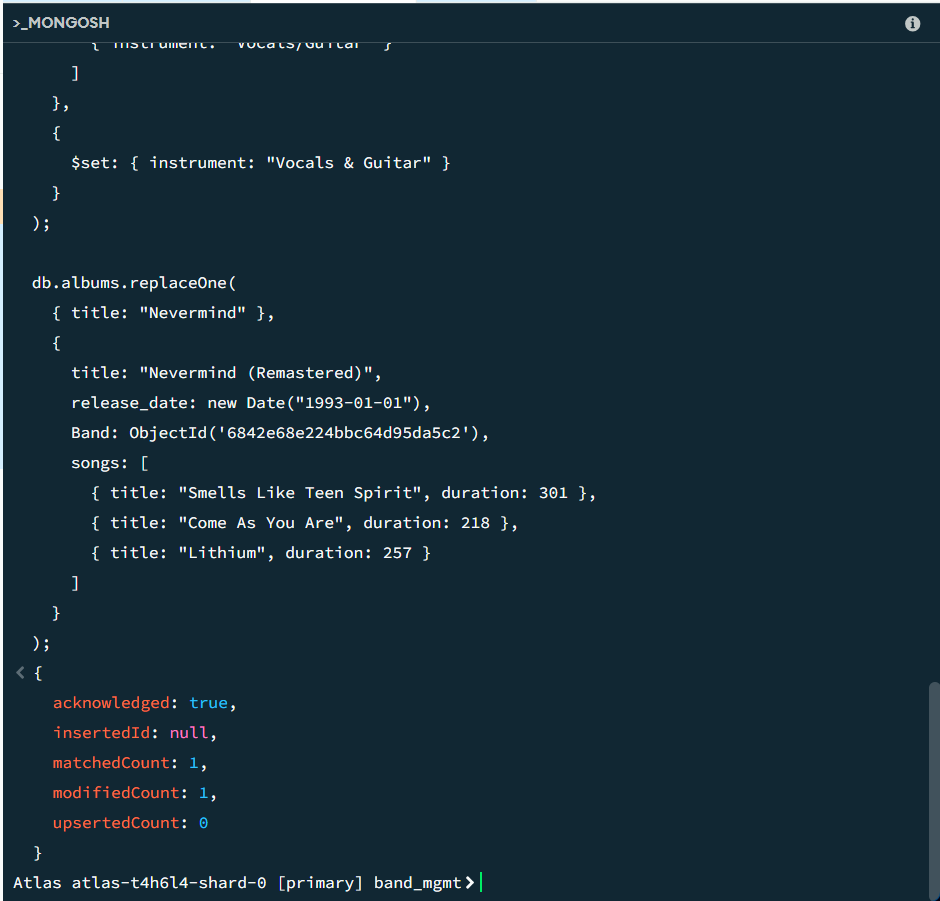 >_MONGOSH
{ instrument: "Vocals/Guitar" }
]
},
{
$set: { instrument: "Vocals & Guitar" }
}
);
db.albums.replaceOne(
{ title: "Nevermind" },
{
title: "Nevermind (Remastered)",
release_date: new Date("1993-01-01"),
Band: ObjectId('6842e68e224bbc64d95da5c2'),
songs: [
{ title: "Smells Like Teen Spirit", duration: 301 },
{ title: "Come As You Are", duration: 218 },
{ title: "Lithium", duration: 257 }
]
}
);
< {
acknowledged: true,
insertedId: null,
matchedCount: 1,
modifiedCount: 1,
upsertedCount: 0
}
Atlas atlas-t4h6l4-shard-0 [primary] band_mgmt>